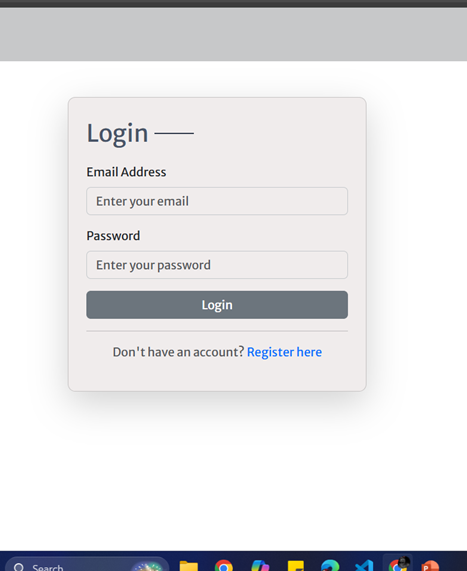 Login
Email Address
Enter your email
Password
Enter your password
Login
Don't have an account? Register here
Search